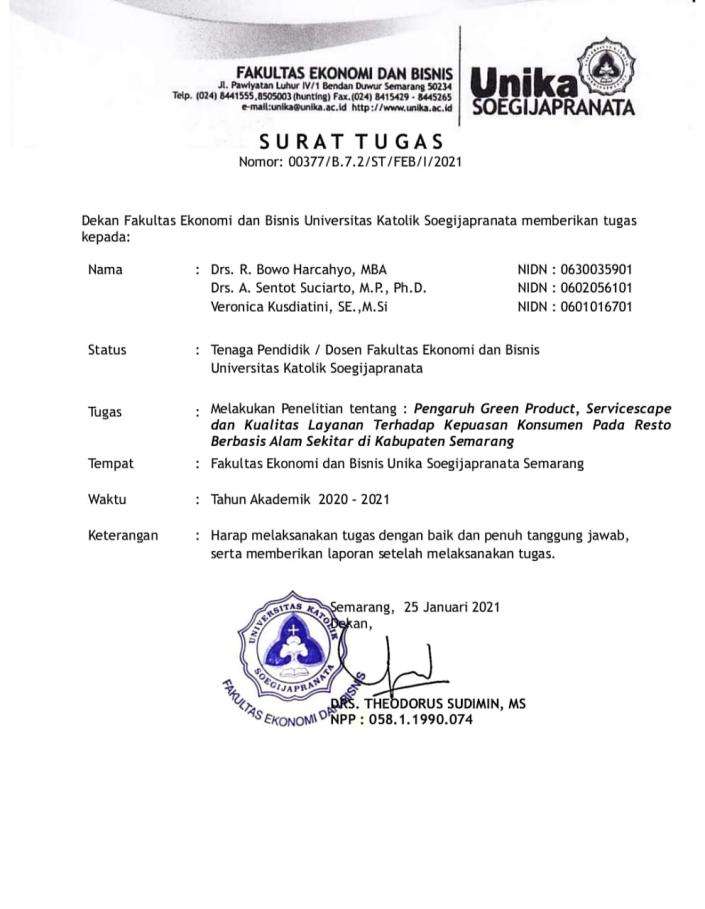 FAKULTAS EKONOMI DAN BISNIS
Jl. Pawiyatan Luhur IV/1 Bendan Duwur Semarang 50234
Telp. (024) 8441555,8505003 (hunting) Fax.(024) 8415429 - 8445265
e-mail:unika@unika.ac.id http://www.unika.ac.id
Unika
SOEGIJAPRANATA
SURAT TUGAS
Nomor: 00377/B.7.2/ST/FEB/I/2021
Dekan Fakultas Ekonomi dan Bisnis Universitas Katolik Soegijapranata memberikan tugas
kepada:
Nama : Drs. R. Bowo Harcahyo, MBA NIDN : 0630035901
Drs. A. Sentot Suciarto, M.P., Ph.D. NIDN : 0602056101
Veronica Kusdiatini, SE.,M.Si NIDN : 0601016701
Status : Tenaga Pendidik / Dosen Fakultas Ekonomi dan Bisnis
Universitas Katolik Soegijapranata
Tugas : Melakukan Penelitian tentang : Pengaruh Green Product, Servicescape
dan Kualitas Layanan Terhadap Kepuasan Konsumen Pada Resto
Berbasis Alam Sekitar di Kabupaten Semarang
Tempat : Fakultas Ekonomi dan Bisnis Unika Soegijapranata Semarang
Waktu : Tahun Akademik 2020 - 2021
Keterangan : Harap melaksanakan tugas dengan baik dan penuh tanggung jawab,
serta memberikan laporan setelah melaksanakan tugas.
Semarang, 25 Januari 2021
Dekan,
UNIVERSITAS KATOLIK
SOEGIJAPRANATA
FAKULTAS EKONOMI DAN BISNIS
DRS. THEODORUS SUDIMIN, MS
NPP : 058.1.1990.074